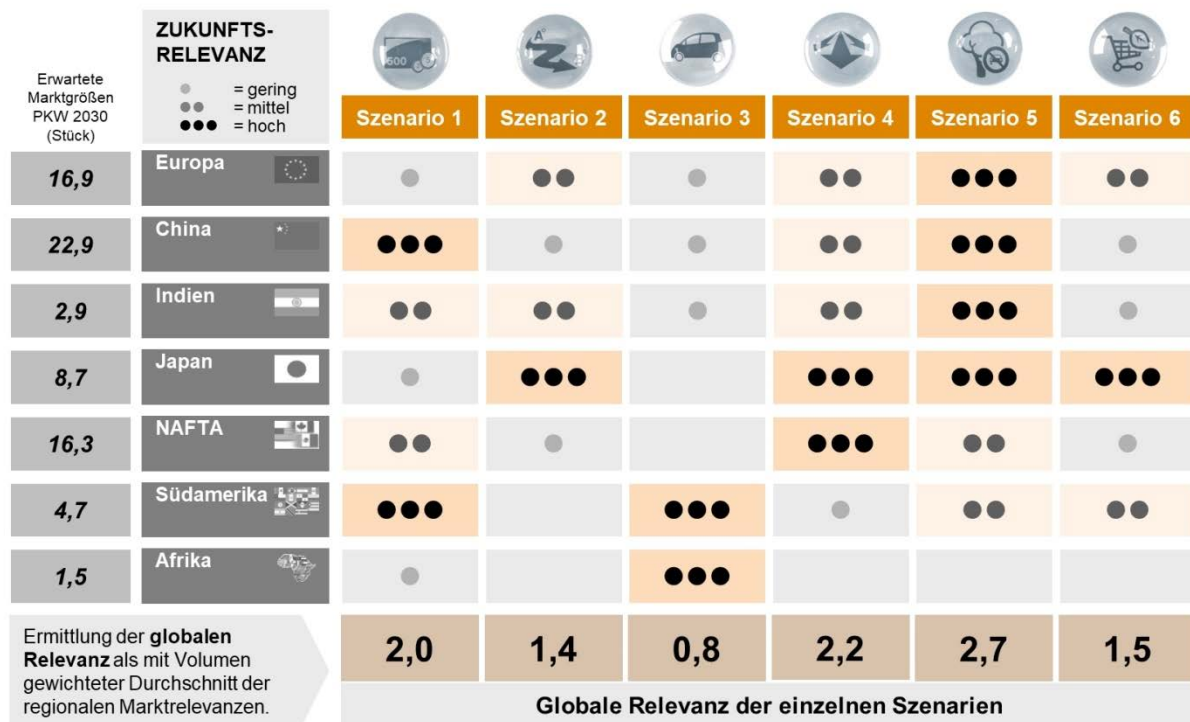 Erwartete
Marktgrößen
PKW 2030
(Stück)
ZUKUNFTS-
RELEVANZ
= gering
= mittel
= hoch
600
A
B
Szenario 1
Szenario 2
Szenario 3
Szenario 4
Szenario 5
Szenario 6
16,9
Europa
22,9
China
2,9
Indien
8,7
Japan
16,3
NAFTA
4,7
Südamerika
1,5
Afrika
Ermittlung der globalen
Relevanz als mit Volumen
gewichteter Durchschnitt der
regionalen Marktrelevanzen.
2,0
1,4
0,8
2,2
2,7
1,5
Globale Relevanz der einzelnen Szenarien